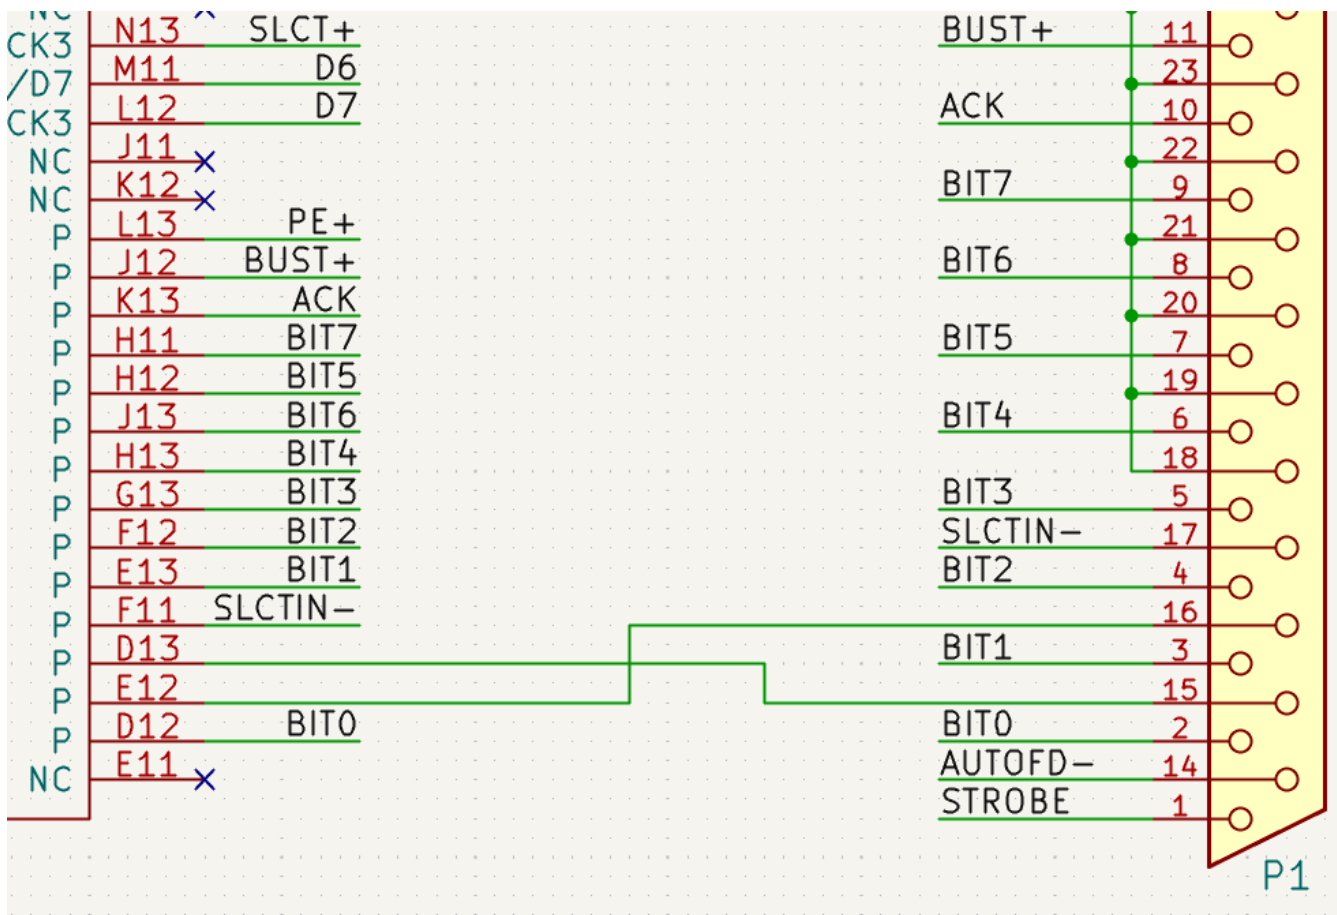 NC
N13 SLCT+ BUST+ 11
CK3
M11 D6 23
/D7
L12 D7 ACK 10
CK3
J11 22
NC
K12 BIT7 9
NC
L13 PE+ 21
P
J12 BUST+ BIT6 8
P
K13 ACK 20
P
H11 BIT7 BIT5 7
P
H12 BIT5 19
P
J13 BIT6 BIT4 6
P
H13 BIT4 18
P
G13 BIT3 BIT3 5
P
F12 BIT2 SLCTIN- 17
P
E13 BIT1 BIT2 4
P
F11 SLCTIN- 16
P
D13 BIT1 3
P
E12 15
P
D12 BIT0 BIT0 2
P
E11 AUTOFD- 14
NC
STROBE 1
P1